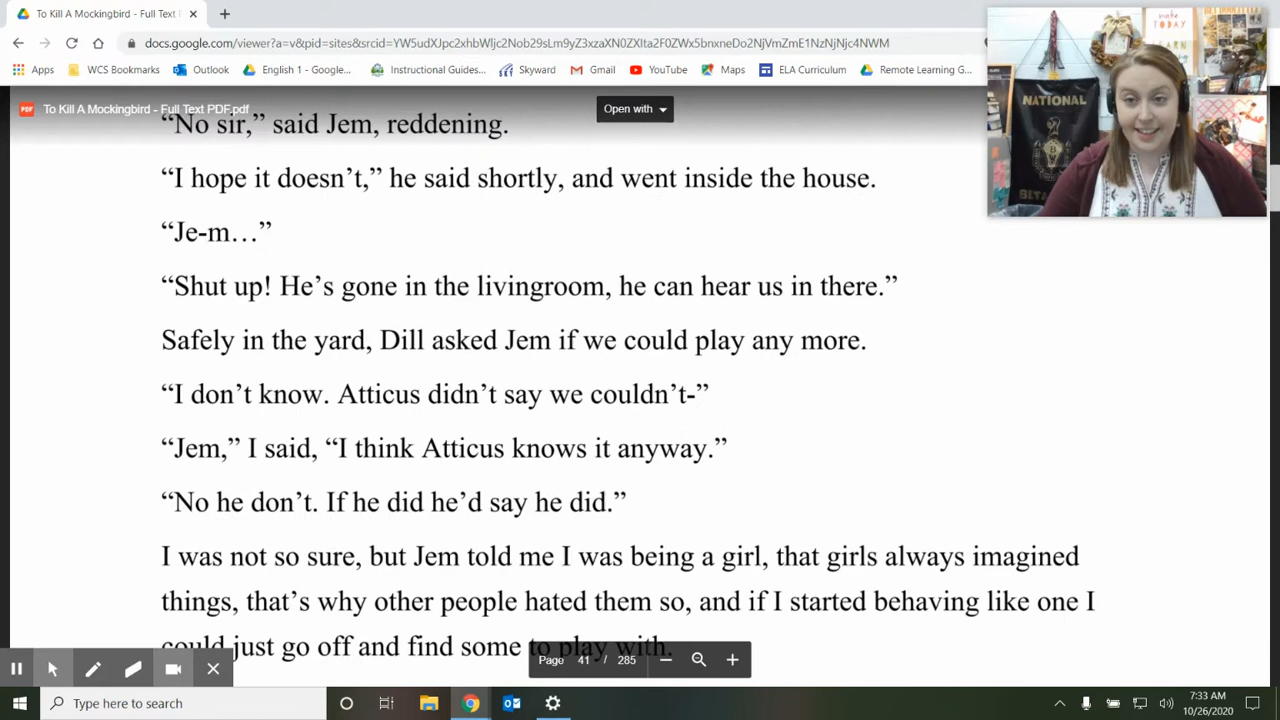 To Kill A Mockingbird - Full Text
docs.google.com/viewer?a=v&pid=sites&srcid=YW5udXJpc2xhbWljc2NoZ29sLm9yZ3xzaXN0ZXIta2F0ZWx5bnxneDo2NjVmZmE1NzNjNjc4NWM
Apps
WCS Bookmarks
Outlook
English 1 - Google...
Instructional Guides...
Skyward
Gmail
YouTube
Maps
ELA Curriculum
Remote Learning G...
make
TODAY
NATIONAL
PDF To Kill A Mockingbird - Full Text PDF.pdf
Open with
“No sir,” said Jem, reddening.
“I hope it doesn’t,” he said shortly, and went inside the house.
“Je-m…”
“Shut up! He’s gone in the livingroom, he can hear us in there.”
Safely in the yard, Dill asked Jem if we could play any more.
“I don’t know. Atticus didn’t say we couldn’t-”
“Jem,” I said, “I think Atticus knows it anyway.”
“No he don’t. If he did he’d say he did.”
I was not so sure, but Jem told me I was being a girl, that girls always imagined
things, that’s why other people hated them so, and if I started behaving like one I
could just go off and find some to play with.
Page 41 / 285
Type here to search
7:33 AM
10/26/2020